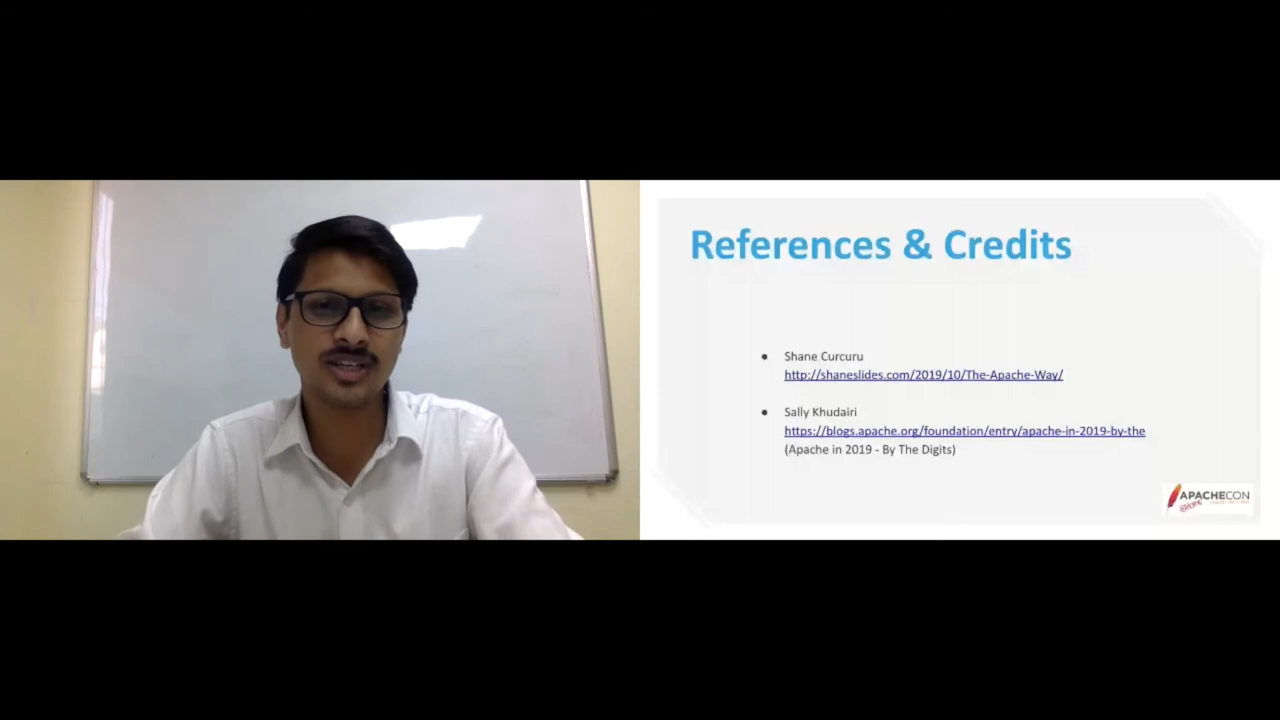 References & Credits
Shane Curcuru
http://shaneslides.com/2019/10/The-Apache-Way/
Sally Khudairi
https://blogs.apache.org/foundation/entry/apache-in-2019-by-the
(Apache in 2019 - By The Digits)
APACHECON
@Home